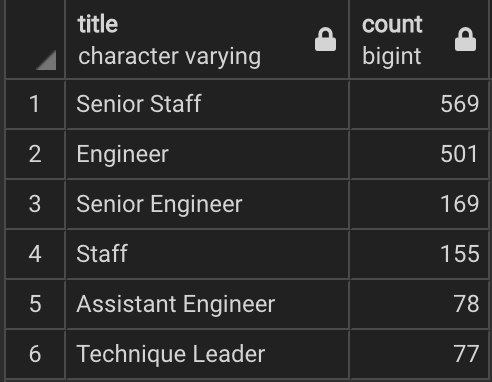 title count
character varying bigint
1 Senior Staff 569
2 Engineer 501
3 Senior Engineer 169
4 Staff 155
5 Assistant Engineer 78
6 Technique Leader 77